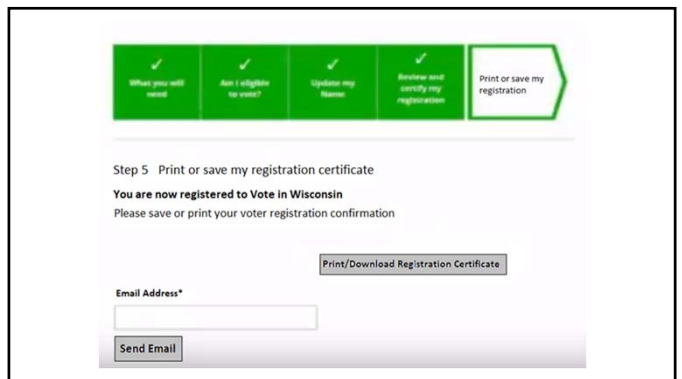 ✓ ✓ ✓ ✓
What you will
need
Am I eligible
to vote?
Update my
Name
Review and
certify my
registration
Print or save my
registration
Step 5 Print or save my registration certificate
You are now registered to Vote in Wisconsin
Please save or print your voter registration confirmation
Print/Download Registration Certificate
Email Address*
Send Email